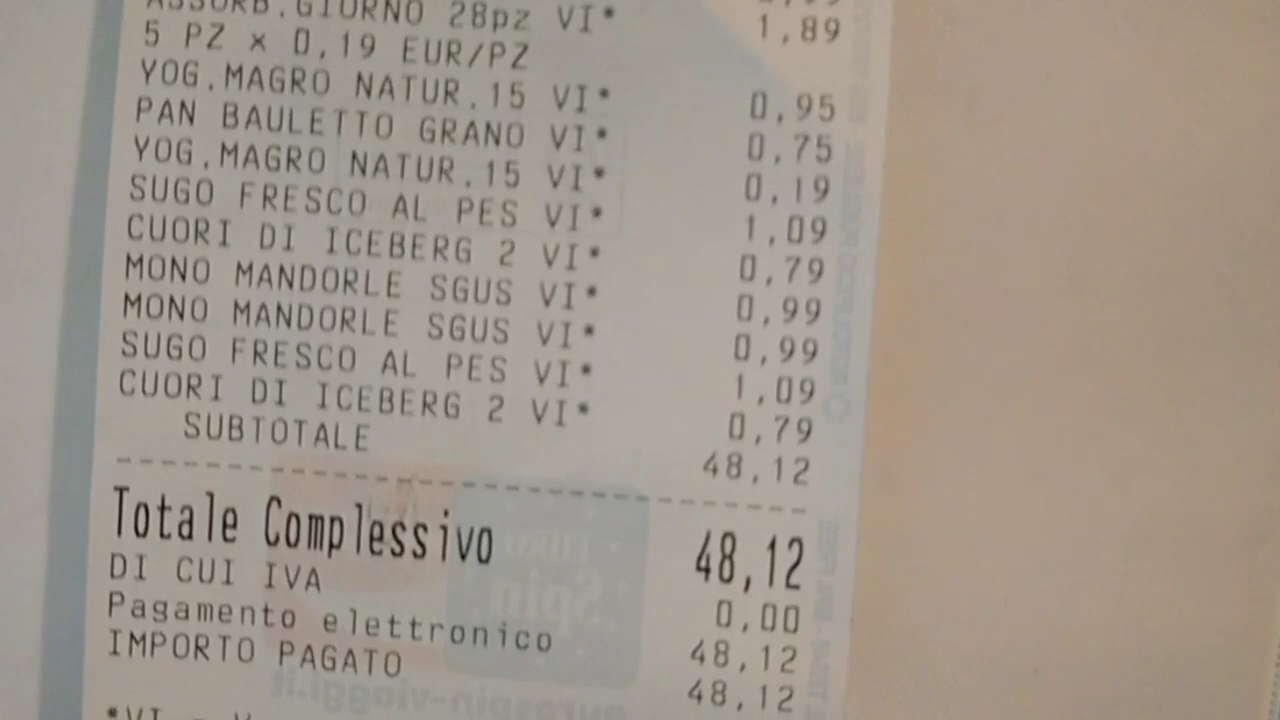 ASSORB.GIORNO 28pz VI* 1,89
5 PZ x 0,19 EUR/PZ
YOG.MAGRO NATUR.15 VI* 0,95
PAN BAULETTO GRANO VI* 0,75
YOG.MAGRO NATUR.15 VI* 0,19
SUGO FRESCO AL PES VI* 1,09
CUORI DI ICEBERG 2 VI* 0,79
MONO MANDORLE SGUS VI* 0,99
MONO MANDORLE SGUS VI* 0,99
SUGO FRESCO AL PES VI* 1,09
CUORI DI ICEBERG 2 VI* 0,79
SUBTOTALE 48,12
Totale Complessivo 48,12
DI CUI IVA 0,00
Pagamento elettronico 48,12
IMPORTO PAGATO 48,12